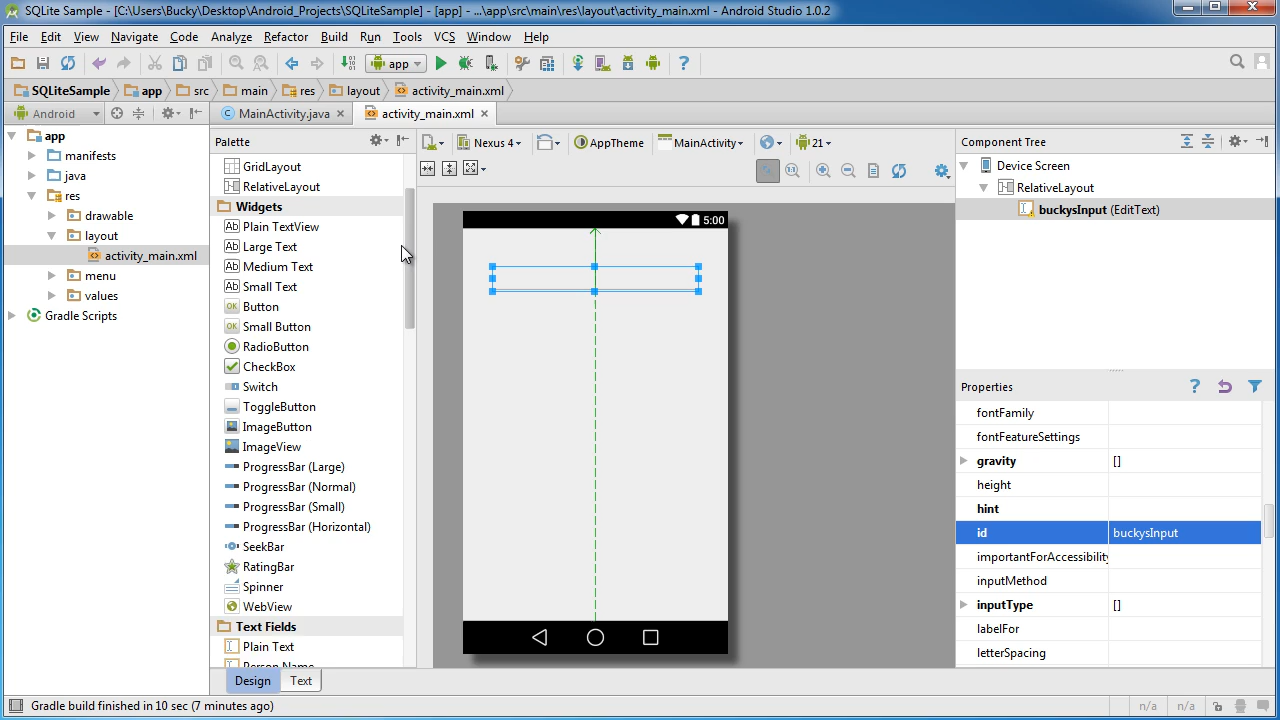 SQLite Sample - [C:\Users\Bucky\Desktop\Android_Projects\SQLiteSample] - [app] - ...\app\src\main\res\layout\activity_main.xml - Android Studio 1.0.2
File Edit View Navigate Code Analyze Refactor Build Run Tools VCS Window Help
app
SQLiteSample app src main res layout activity_main.xml
Android
MainActivity.java activity_main.xml
app
manifests
java
res
drawable
layout
activity_main.xml
menu
values
Gradle Scripts
Palette
GridLayout
RelativeLayout
Widgets
Plain TextView
Large Text
Medium Text
Small Text
Button
Small Button
RadioButton
CheckBox
Switch
ToggleButton
ImageButton
ImageView
ProgressBar (Large)
ProgressBar (Normal)
ProgressBar (Small)
ProgressBar (Horizontal)
SeekBar
RatingBar
Spinner
WebView
Text Fields
Plain Text
Person Name
Design Text
Nexus 4 AppTheme MainActivity 21
5:00
Component Tree
Device Screen
RelativeLayout
buckysInput (EditText)
Properties
fontFamily
fontFeatureSettings
gravity []
height
hint
id buckysInput
importantForAccessibility
inputMethod
inputType []
labelFor
letterSpacing
Gradle build finished in 10 sec (7 minutes ago) n/a n/a